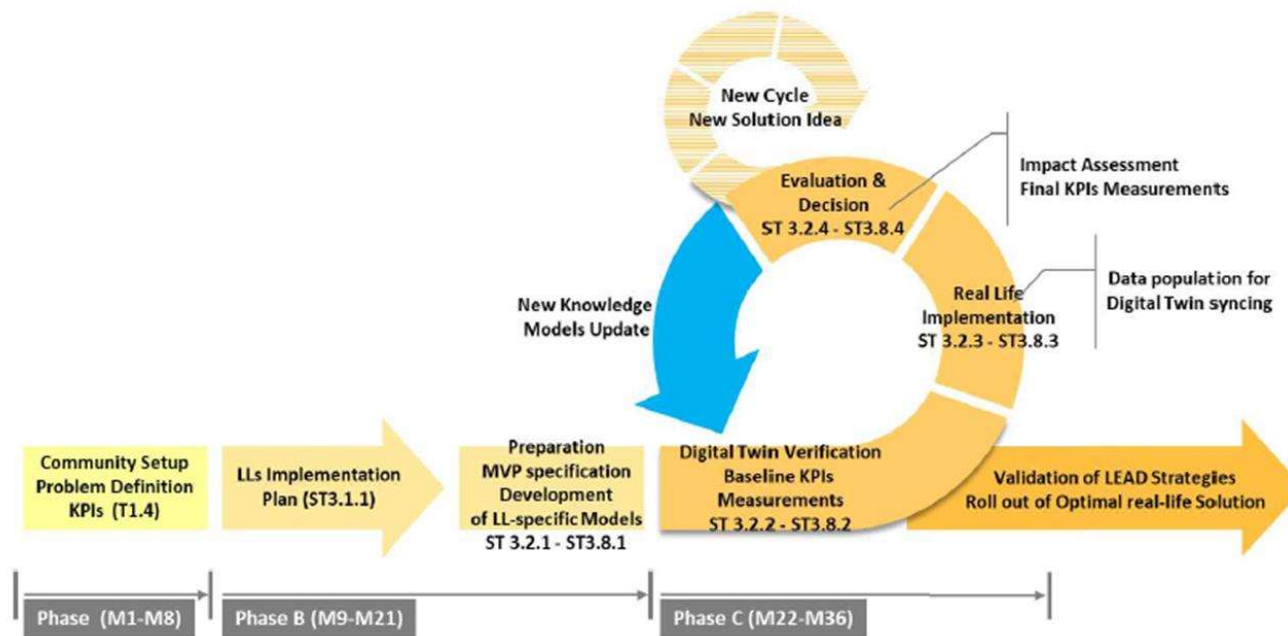 New Cycle
New Solution Idea
Evaluation &
Decision
ST 3.2.4 - ST3.8.4
Impact Assessment
Final KPIs Measurements
Real Life
Implementation
ST 3.2.3 - ST3.8.3
Data population for
Digital Twin syncing
New Knowledge
Models Update
Community Setup
Problem Definition
KPIs (T1.4)
LLs Implementation
Plan (ST3.1.1)
Preparation
MVP specification
Development
of LL-specific Models
ST 3.2.1 - ST3.8.1
Digital Twin Verification
Baseline KPIs
Measurements
ST 3.2.2 - ST3.8.2
Validation of LEAD Strategies
Roll out of Optimal real-life Solution
Phase (M1-M8)
Phase B (M9-M21)
Phase C (M22-M36)